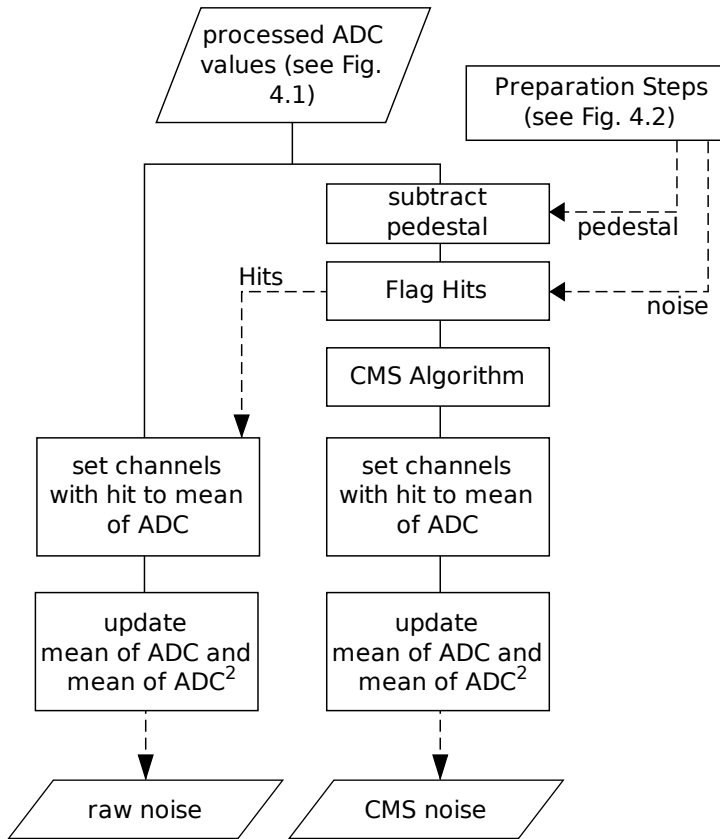 processed ADC
values (see Fig.
4.1)
Preparation Steps
(see Fig. 4.2)
subtract
pedestal
pedestal
Hits
Flag Hits
noise
CMS Algorithm
set channels
with hit to mean
of ADC
set channels
with hit to mean
of ADC
update
mean of ADC and
mean of ADC²
update
mean of ADC and
mean of ADC²
raw noise
CMS noise